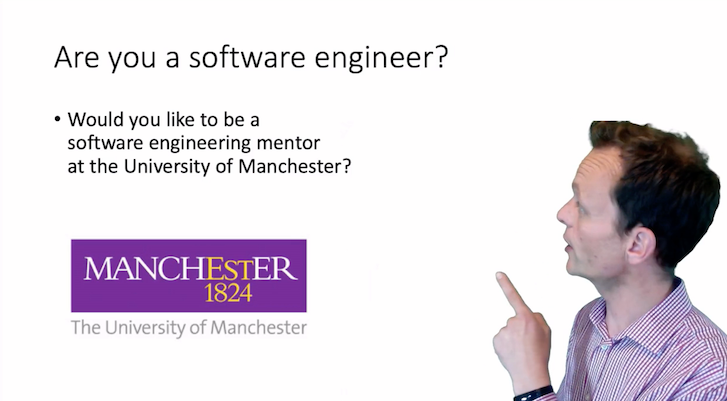 Are you a software engineer?
• Would you like to be a
software engineering mentor
at the University of Manchester?
MANCHESTER
1824
The University of Manchester